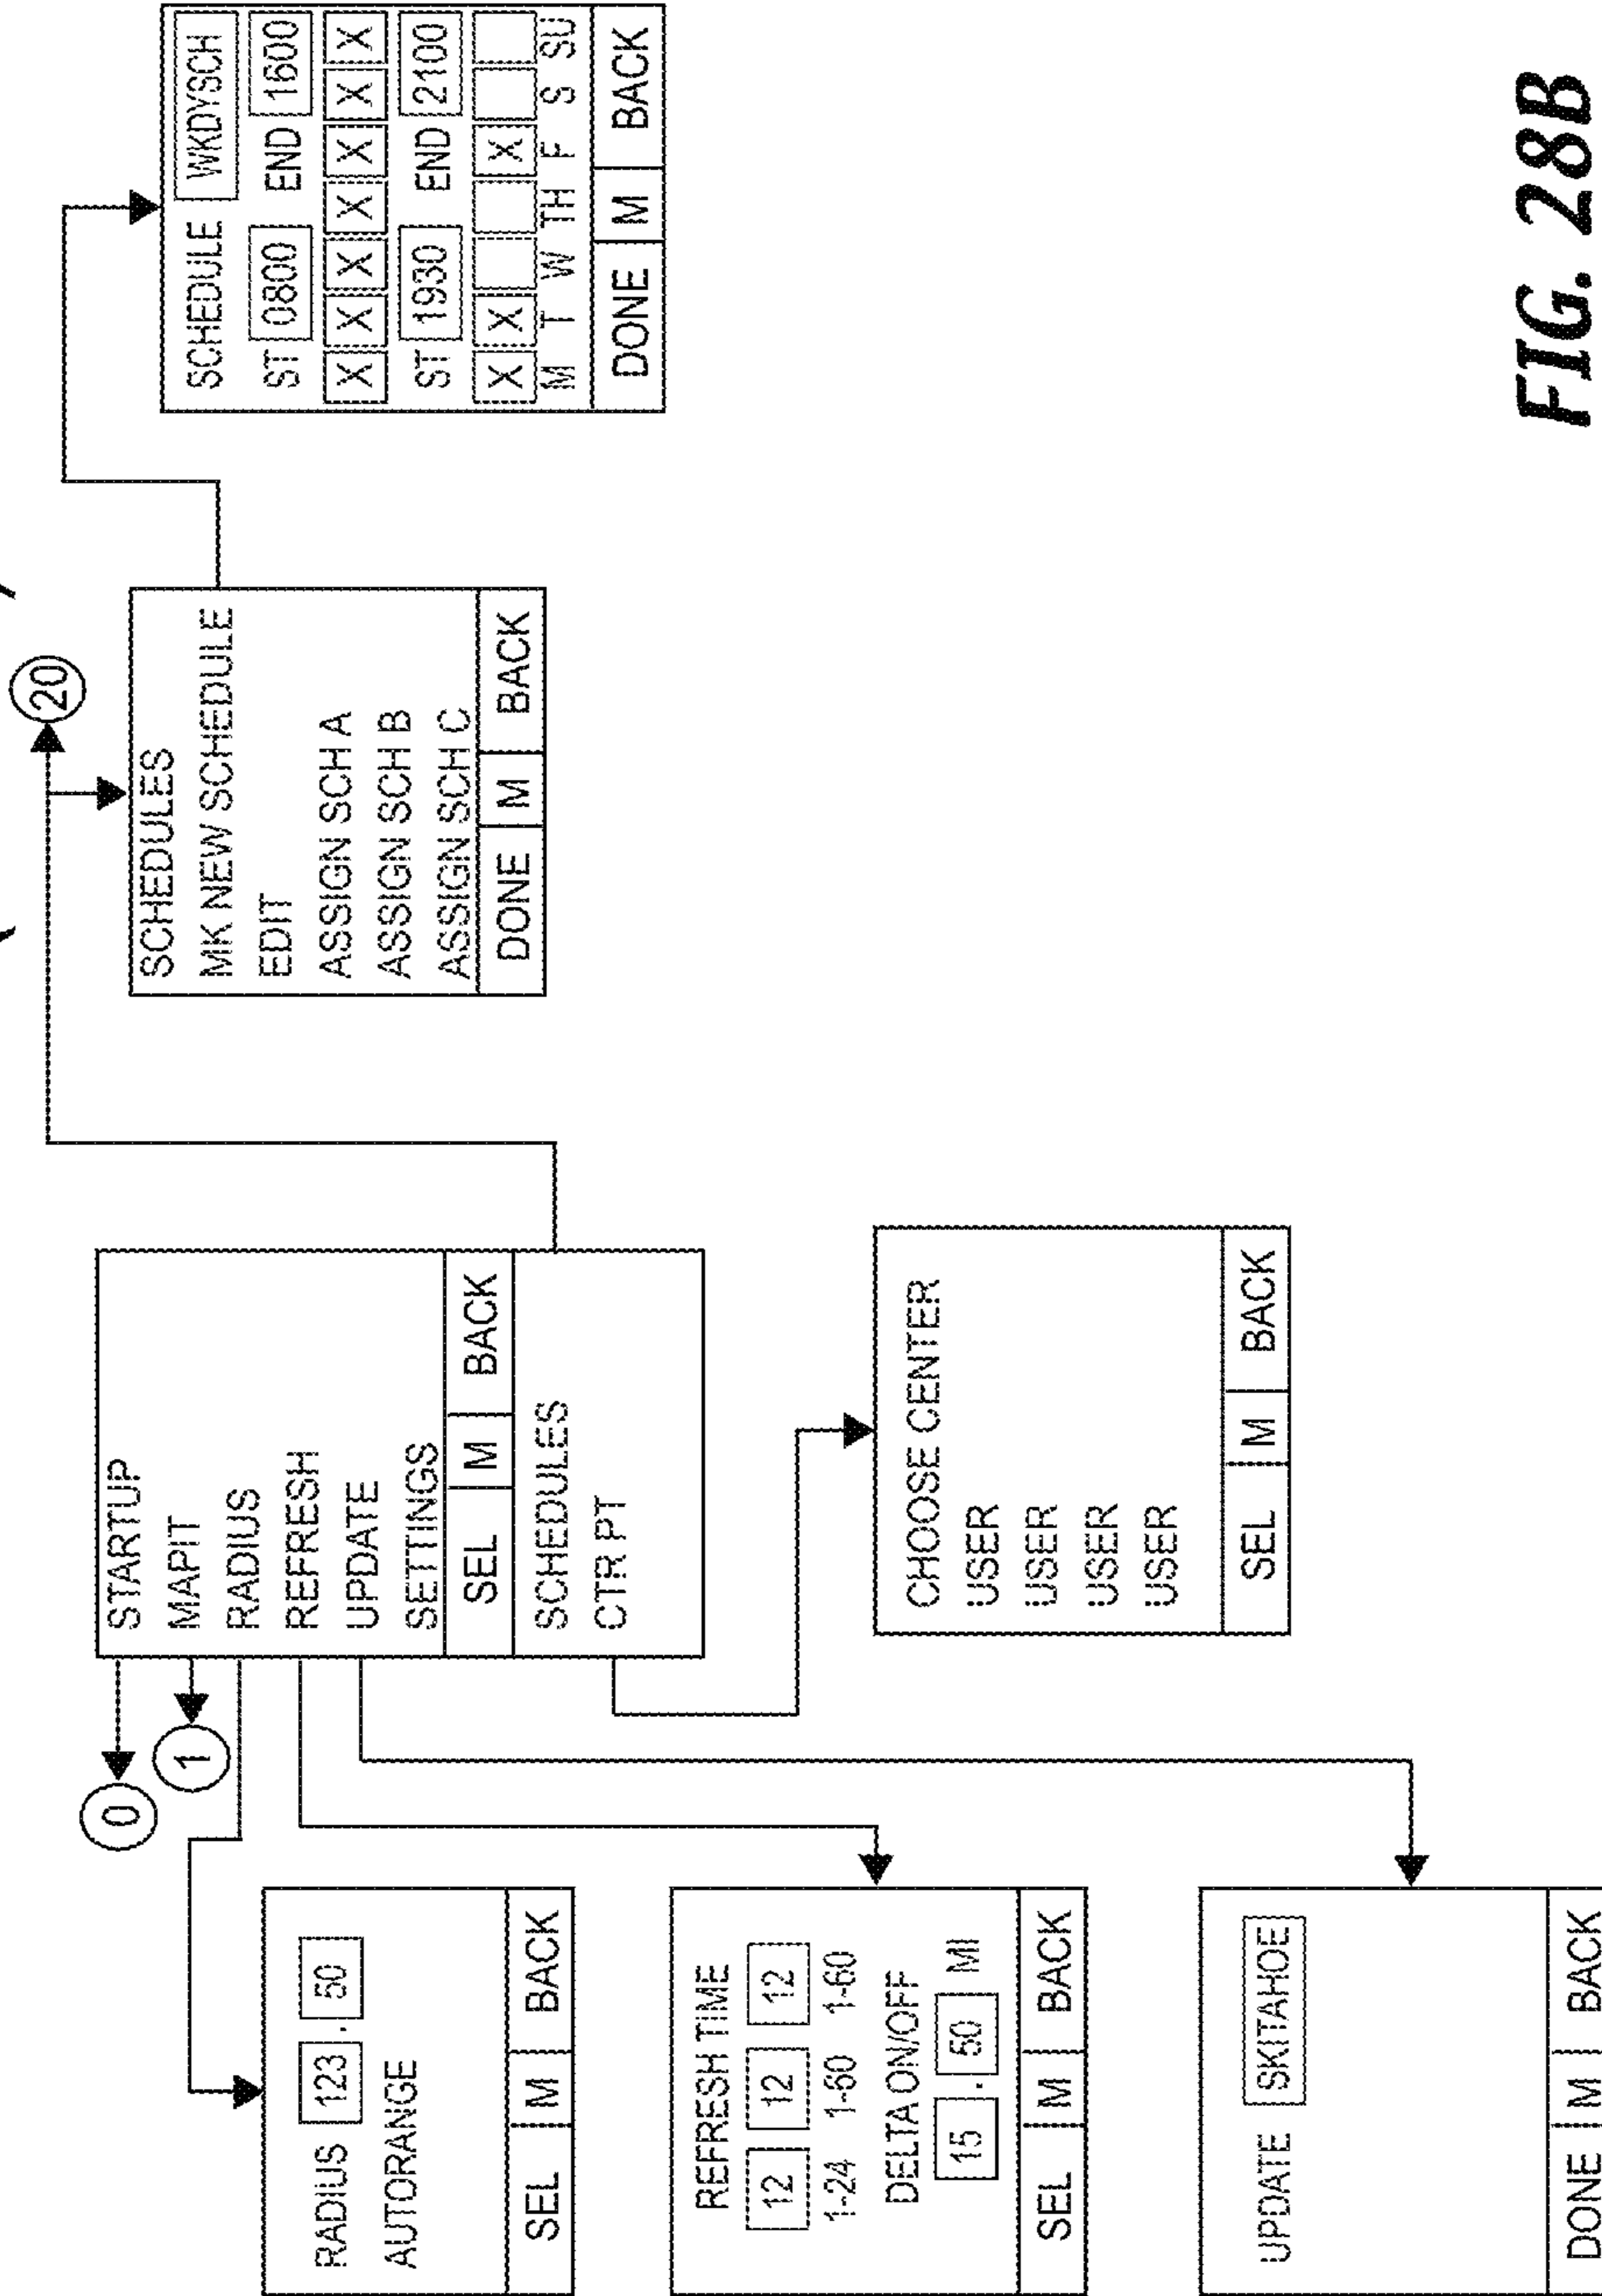 0
1
20
STARTUP
MAPIT
RADIUS
REFRESH
UPDATE
SETTINGS
SEL M BACK
SCHEDULES
CTR PT
RADIUS 123 . 50
AUTORANGE
SEL M BACK
REFRESH TIME
12 12 12
1-24 1-60 1-60
DELTA ON/OFF
15 . 50 MI
SEL M BACK
UPDATE SKITAHOE
DONE M BACK
CHOOSE CENTER
USER
USER
USER
USER
SEL M BACK
SCHEDULES
MK NEW SCHEDULE
EDIT
ASSIGN SCH A
ASSIGN SCH B
ASSIGN SCH C
DONE M BACK
SCHEDULE WKDYSCH
ST 0800 END 1600
X X X X X X X
ST 1930 END 2100
X X X
M T W TH F S SU
DONE M BACK
FIG. 28B